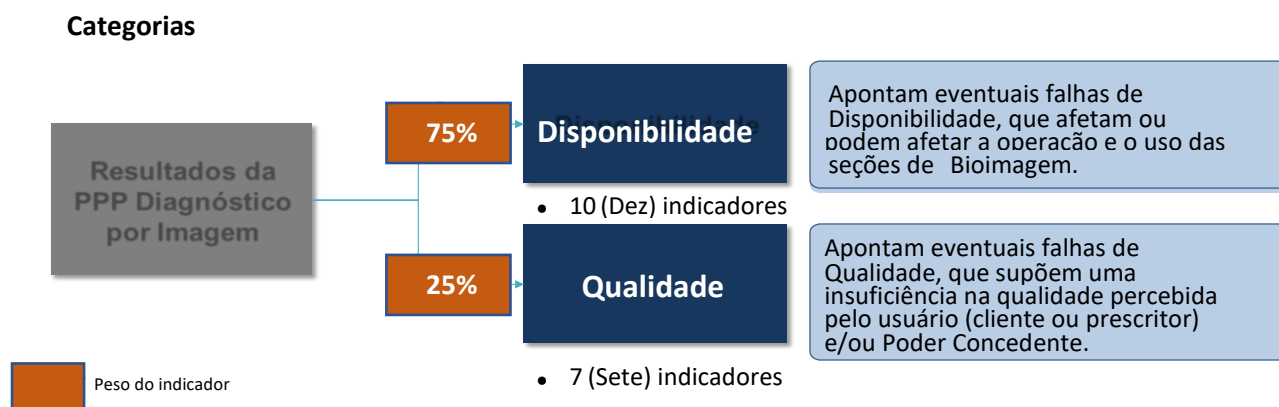 Categorias
Resultados da
PPP Diagnóstico
por Imagem
75%
Disponibilidade
Apontam eventuais falhas de
Disponibilidade, que afetam ou
podem afetar a operação e o uso das
seções de Bioimagem.
• 10 (Dez) indicadores
25%
Qualidade
Apontam eventuais falhas de
Qualidade, que supõem uma
insuficiência na qualidade percebida
pelo usuário (cliente ou prescritor)
e/ou Poder Concedente.
• 7 (Sete) indicadores
Peso do indicador